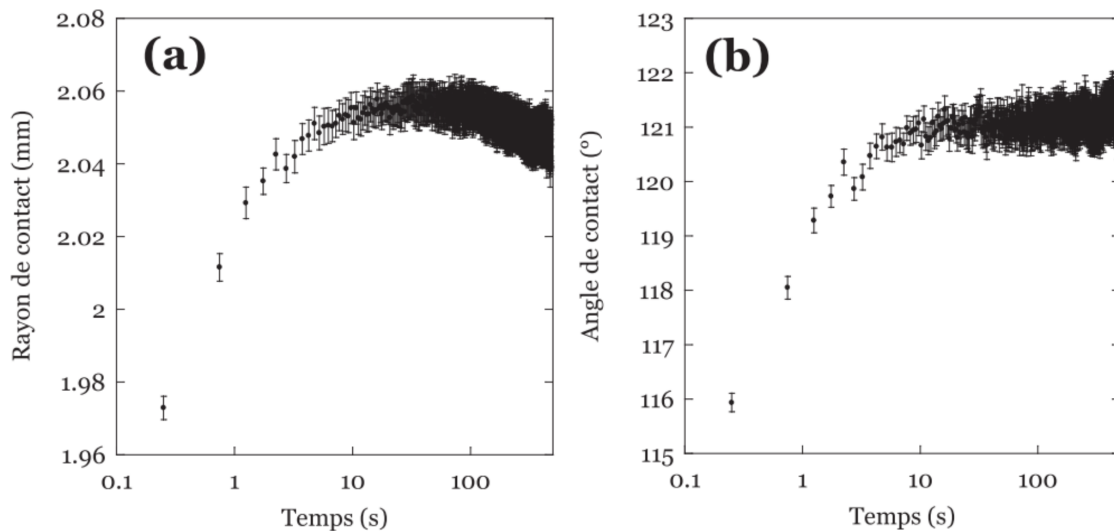 (a)
Rayon de contact (mm)
2.08
2.06
2.04
2.02
2
1.98
1.96
0.1 1 10 100
Temps (s)
(b)
Angle de contact (°)
123
122
121
120
119
118
117
116
115
0.1 1 10 100
Temps (s)